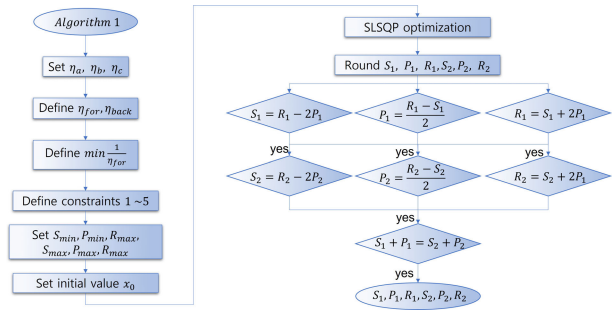 Algorithm 1
Set η_a, η_b, η_c
Define η_for, η_back
Define min 1/η_for
Define constraints 1 ~5
Set S_min, P_min, R_max,
S_max, P_max, R_max
Set initial value x_0
SLSQP optimization
Round S_1, P_1, R_1, S_2, P_2, R_2
S_1 = R_1 − 2P_1
P_1 = (R_1 − S_1)/2
R_1 = S_1 + 2P_1
yes
yes
yes
S_2 = R_2 − 2P_2
P_2 = (R_2 − S_2)/2
R_2 = S_2 + 2P_1
yes
S_1 + P_1 = S_2 + P_2
yes
S_1, P_1, R_1, S_2, P_2, R_2